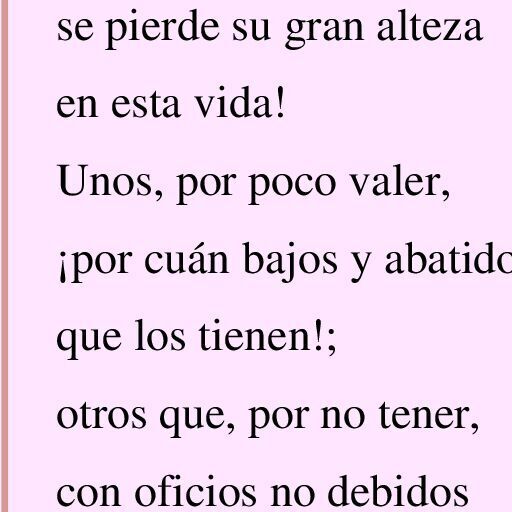 se pierde su gran alteza
en esta vida!
Unos, por poco valer,
¡por cuán bajos y abatido
que los tienen!;
otros que, por no tener,
con oficios no debidos